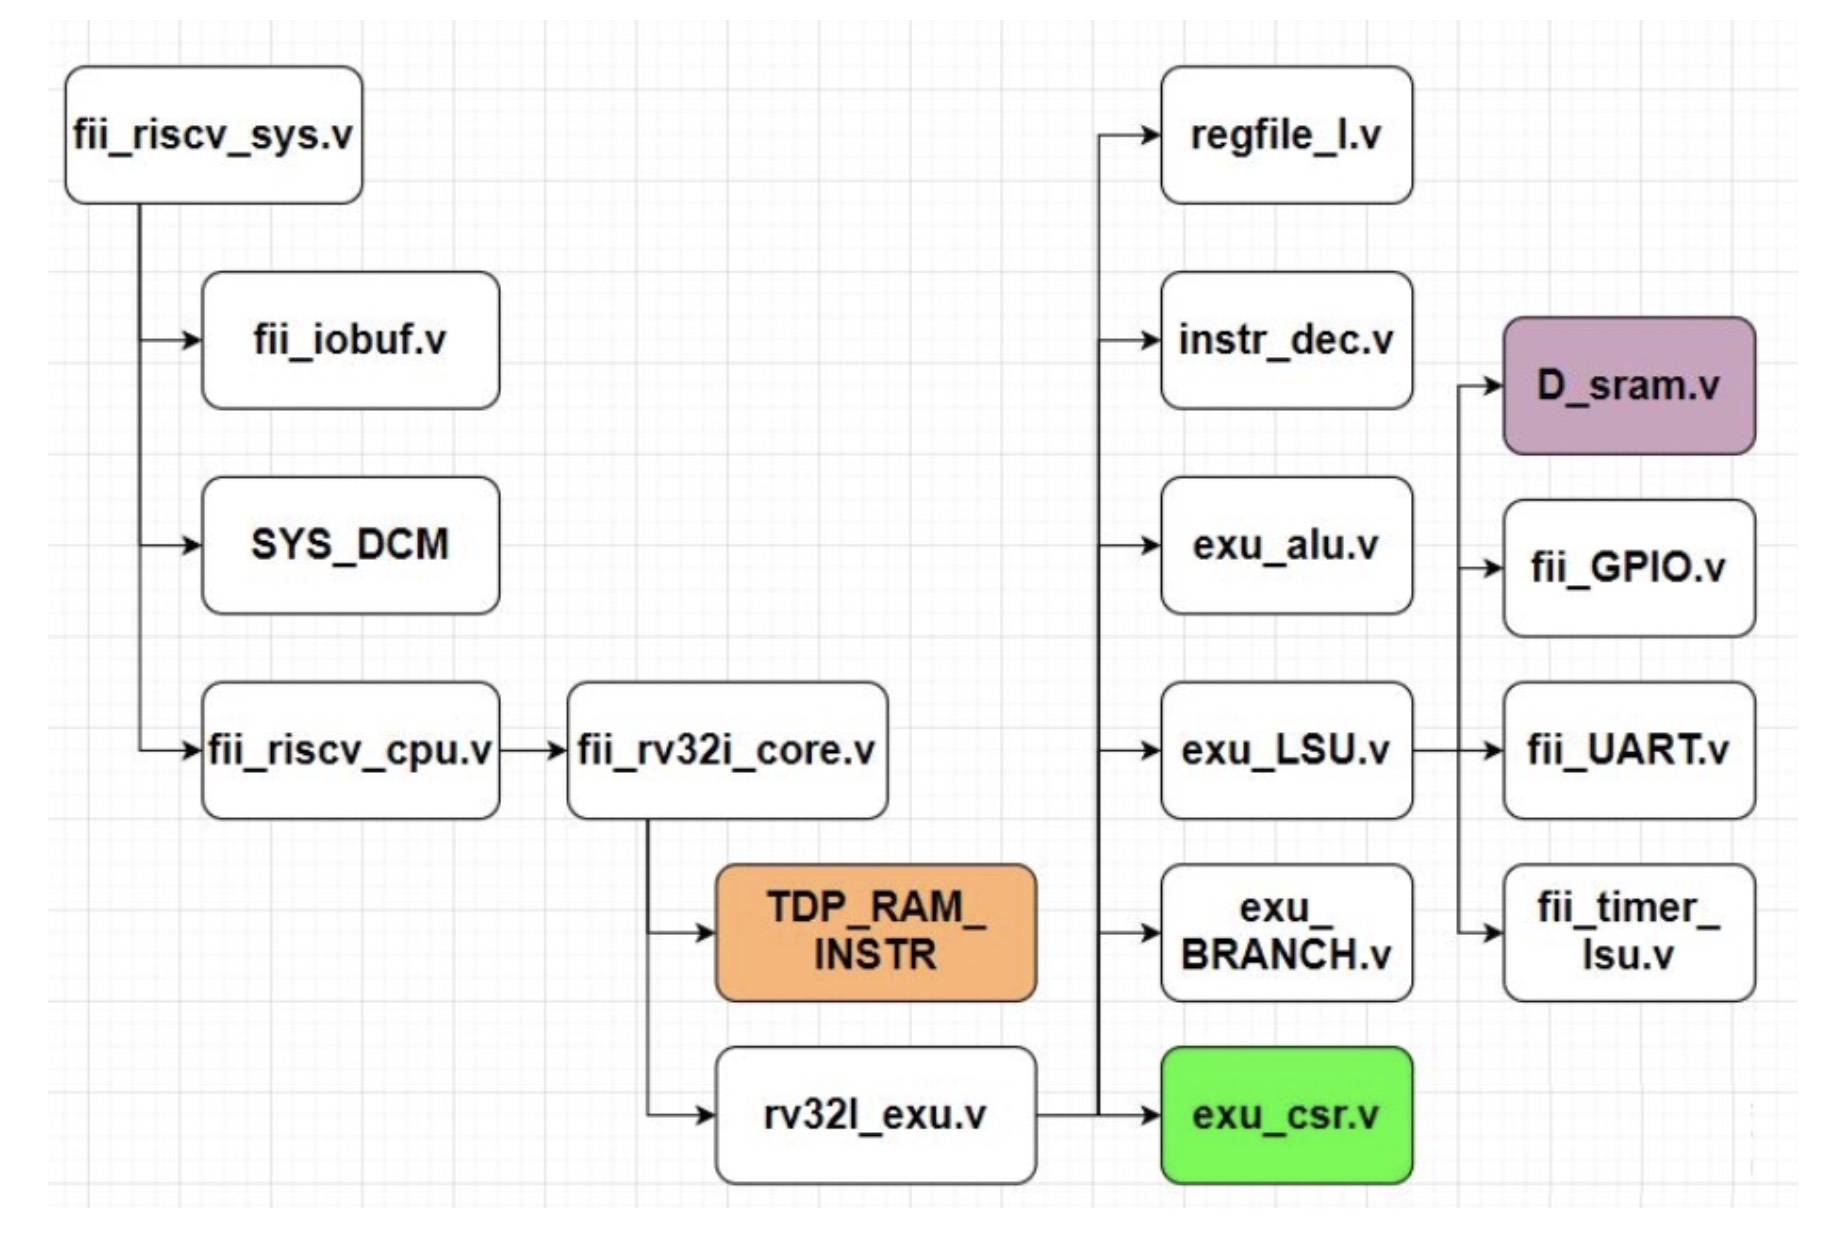 fii_riscv_sys.v
fii_iobuf.v
SYS_DCM
fii_riscv_cpu.v
fii_rv32i_core.v
TDP_RAM_
INSTR
rv32I_exu.v
regfile_I.v
instr_dec.v
exu_alu.v
exu_LSU.v
exu_
BRANCH.v
exu_csr.v
D_sram.v
fii_GPIO.v
fii_UART.v
fii_timer_
lsu.v